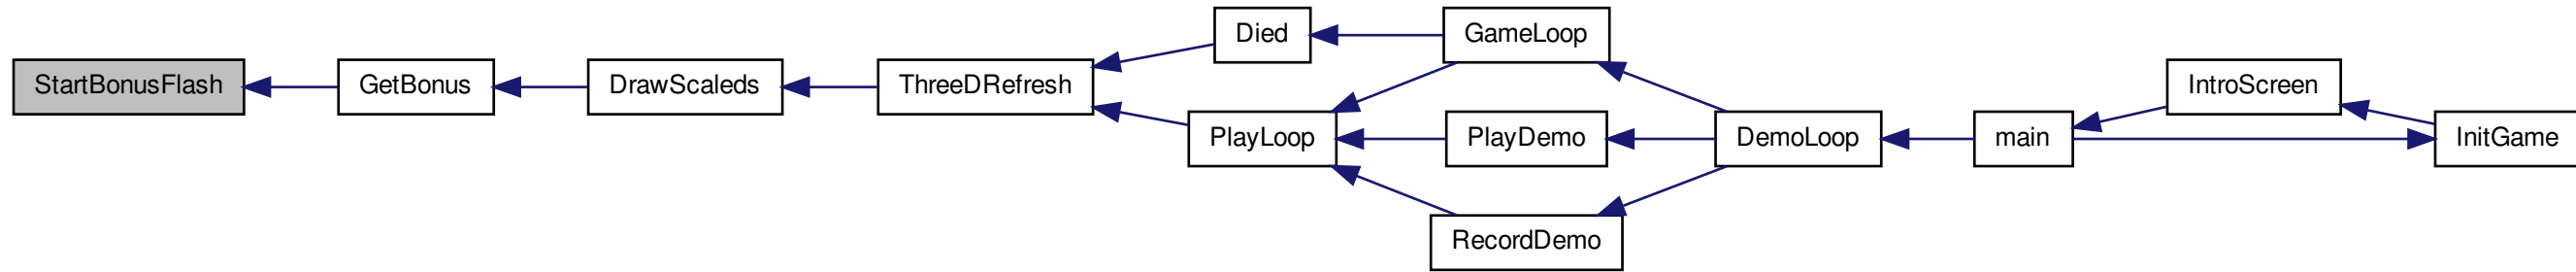 StartBonusFlash
GetBonus
DrawScaleds
ThreeDRefresh
Died
PlayLoop
GameLoop
PlayDemo
RecordDemo
DemoLoop
main
IntroScreen
InitGame